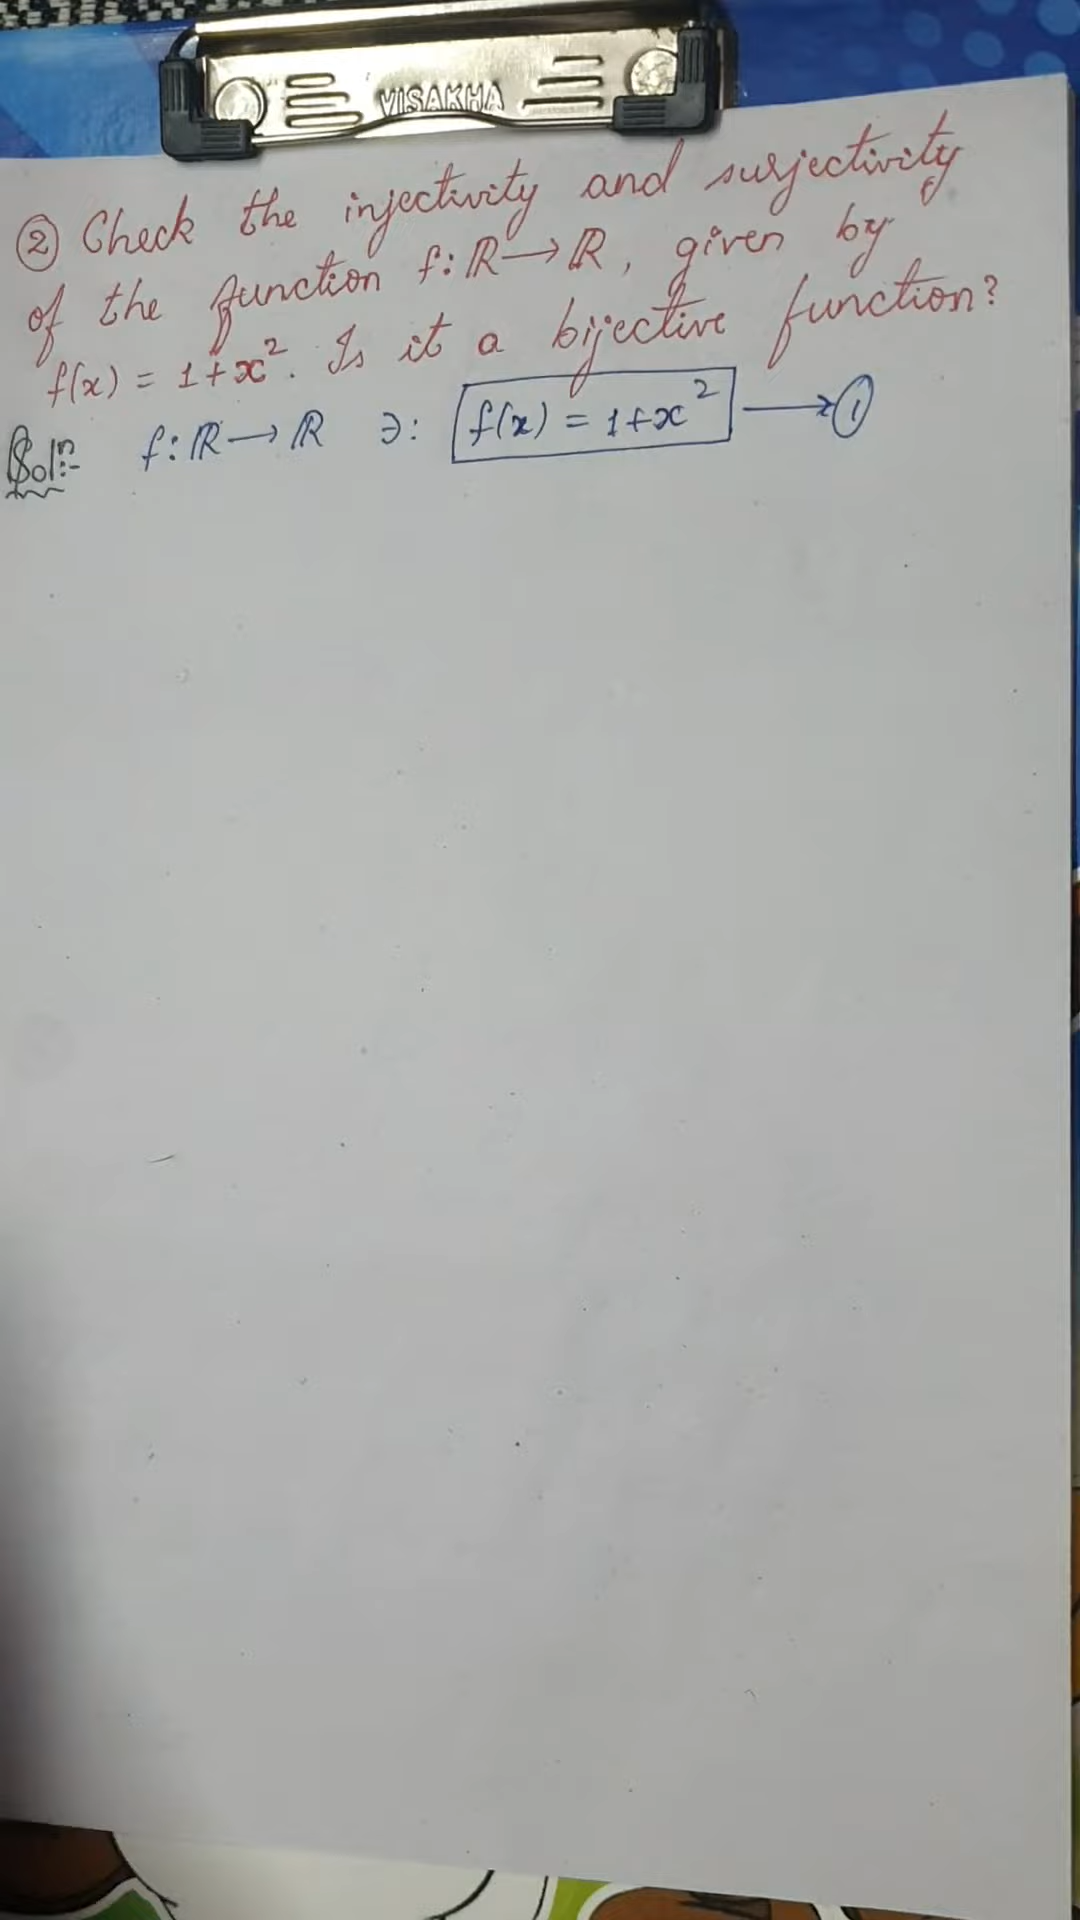 VISAKHA
② Check the injectivity and surjectivity
of the function f: ℝ → ℝ, given by
f(x) = 1+x². Is it a bijective function?
Solⁿ:- f: ℝ → ℝ ∋: f(x) = 1+x² → ①